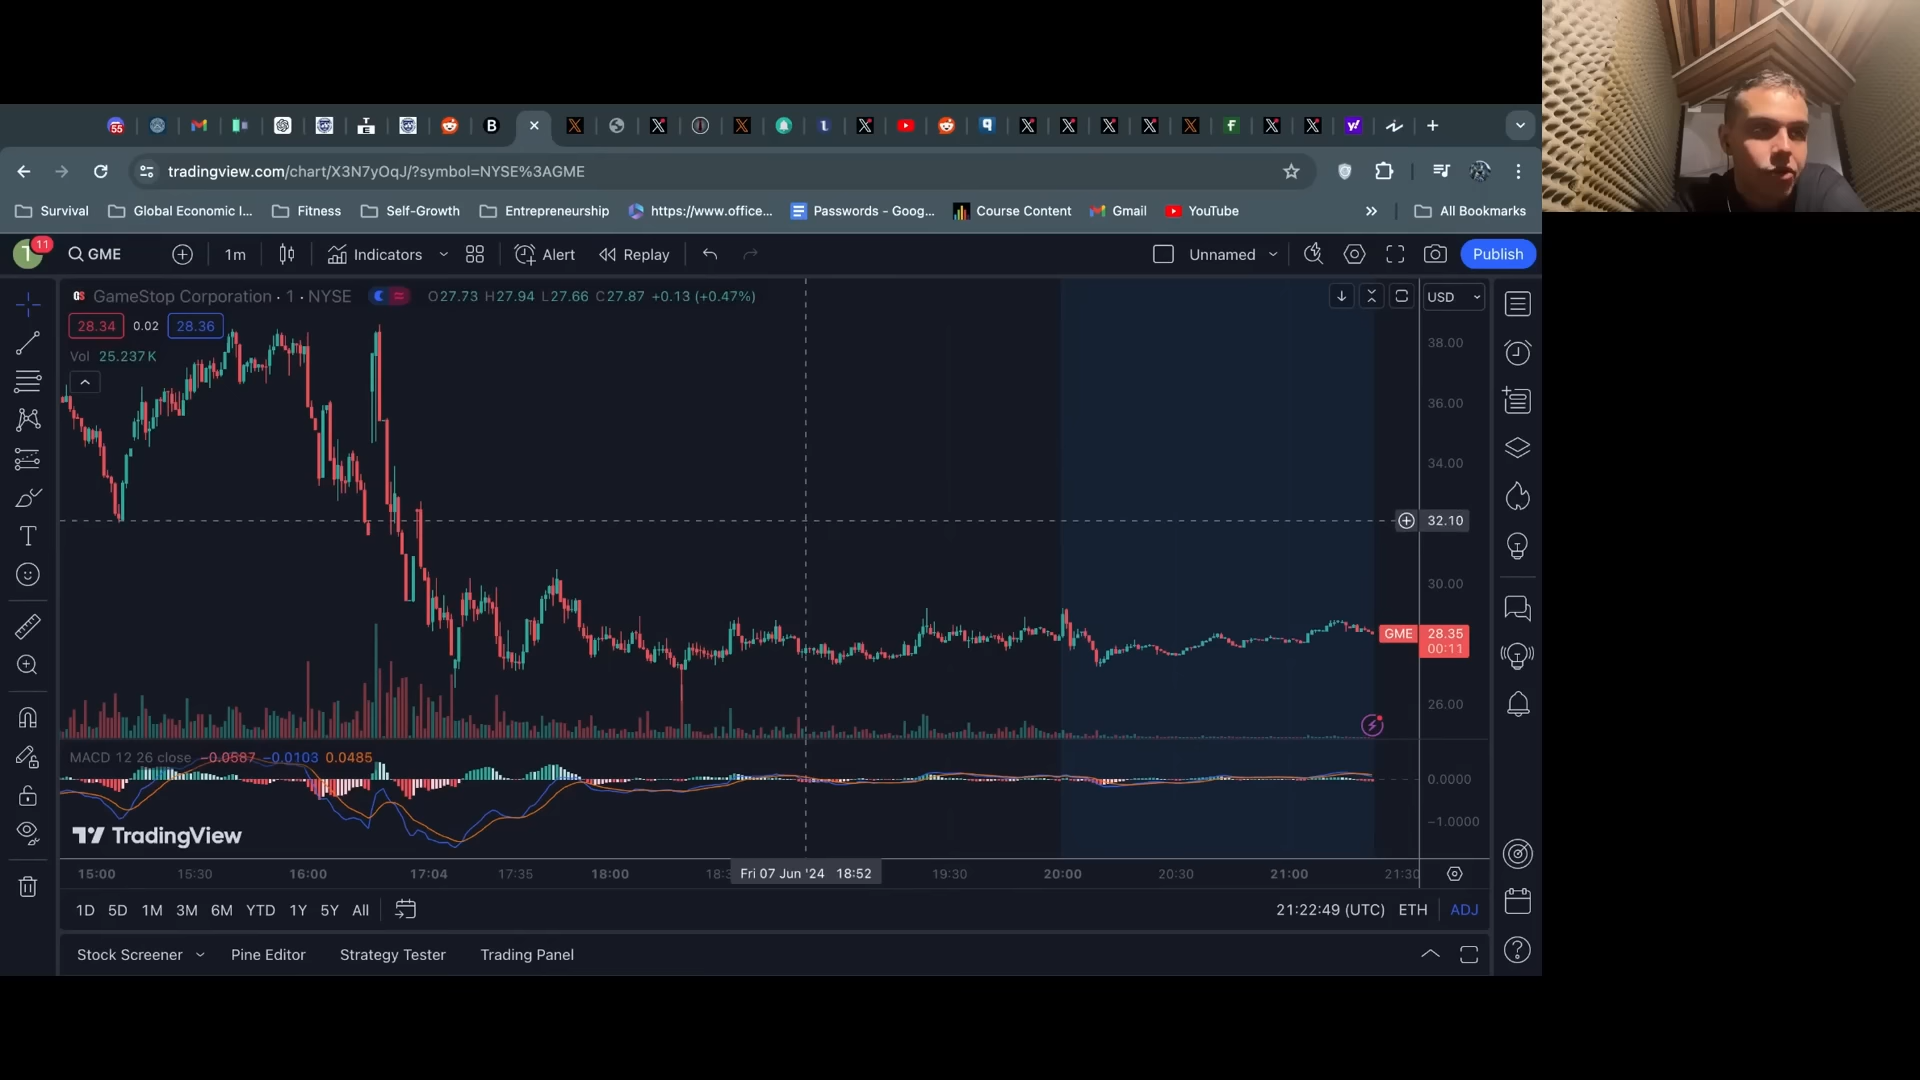 55
T
E
B
tradingview.com/chart/X3N7yOqJ/?symbol=NYSE%3AGME
Survival
Global Economic I...
Fitness
Self-Growth
Entrepreneurship
https://www.office...
Passwords - Goog...
Course Content
Gmail
YouTube
All Bookmarks
T
11
GME
1m
Indicators
Alert
Replay
Unnamed
Publish
GameStop Corporation · 1 · NYSE
O27.73 H27.94 L27.66 C27.87 +0.13 (+0.47%)
USD
28.34 0.02 28.36
Vol 25.237K
38.00
36.00
34.00
32.10
30.00
GME 28.35
00:11
26.00
MACD 12 26 close −0.0587 −0.0103 0.0485
0.0000
−1.0000
TradingView
15:00 15:30 16:00 17:04 17:35 18:00 18:3 Fri 07 Jun '24 18:52 19:30 20:00 20:30 21:00 21:30
1D 5D 1M 3M 6M YTD 1Y 5Y All
21:22:49 (UTC) ETH ADJ
Stock Screener
Pine Editor
Strategy Tester
Trading Panel